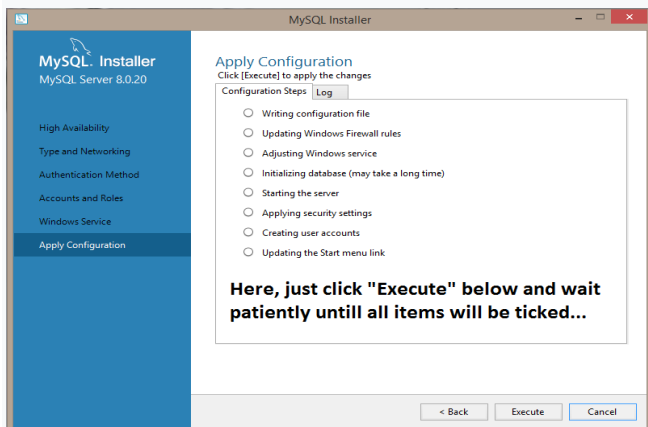 MySQL Installer
MySQL. Installer
MySQL Server 8.0.20
High Availability
Type and Networking
Authentication Method
Accounts and Roles
Windows Service
Apply Configuration
Apply Configuration
Click [Execute] to apply the changes
Configuration Steps Log
Writing configuration file
Updating Windows Firewall rules
Adjusting Windows service
Initializing database (may take a long time)
Starting the server
Applying security settings
Creating user accounts
Updating the Start menu link
Here, just click "Execute" below and wait
patiently untill all items will be ticked...
< Back Execute Cancel